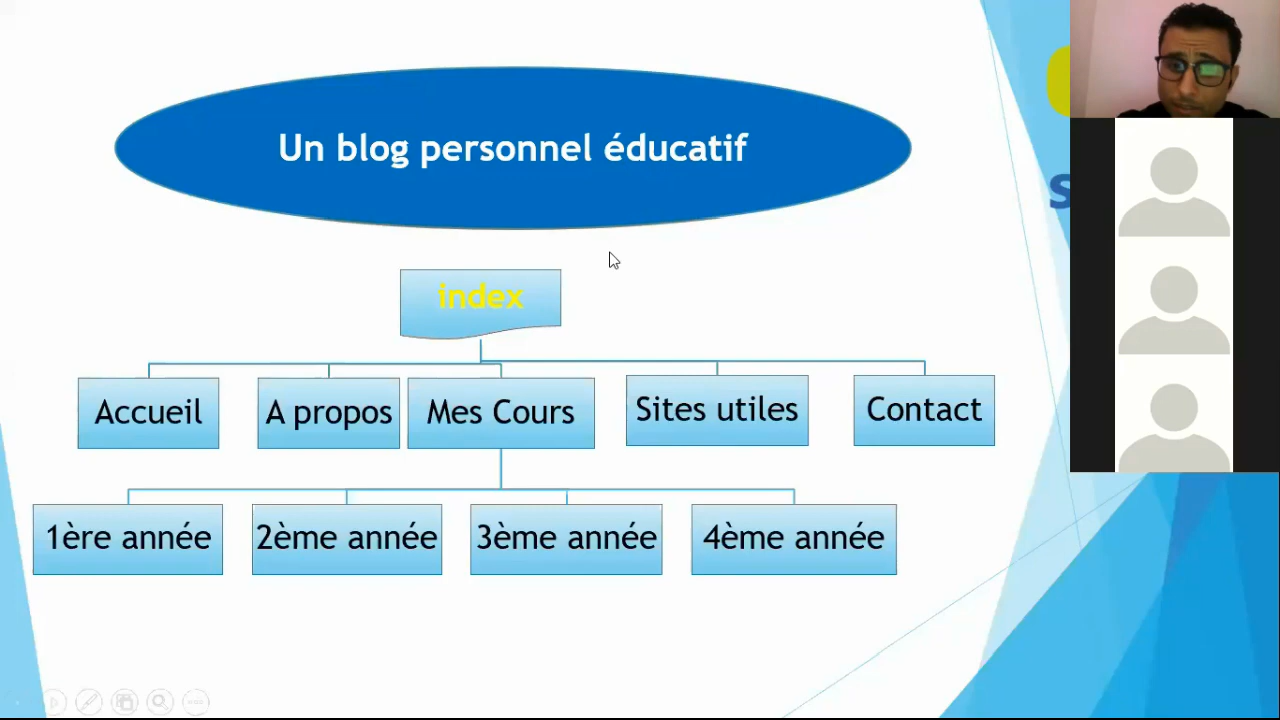 Un blog personnel éducatif
index
Accueil
A propos
Mes Cours
Sites utiles
Contact
1ère année
2ème année
3ème année
4ème année